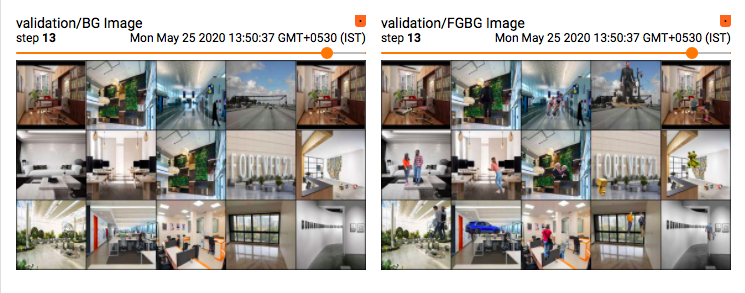 validation/BG Image
step 13 Mon May 25 2020 13:50:37 GMT+0530 (IST)
validation/FGBG Image
step 13 Mon May 25 2020 13:50:37 GMT+0530 (IST)